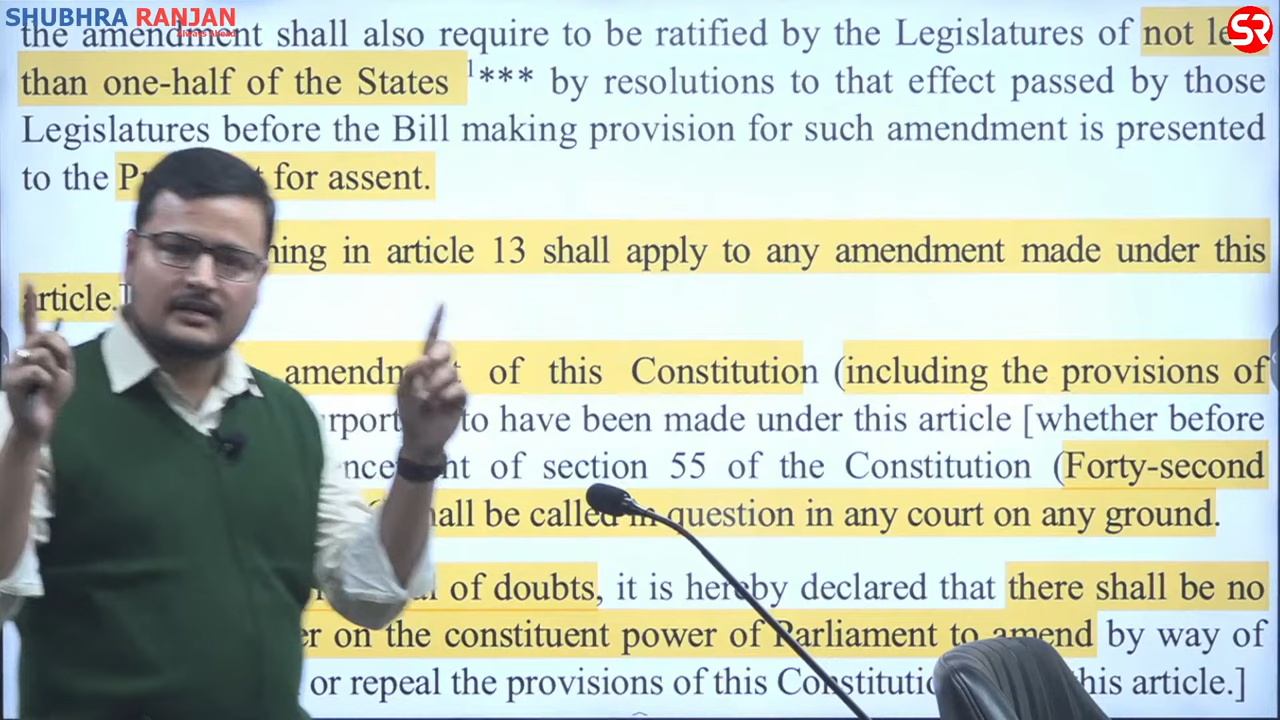 SHUBHRA RANJAN
Always Ahead
SR
the amendment shall also require to be ratified by the Legislatures of not
than one-half of the States 1*** by resolutions to that effect passed by those
Legislatures before the Bill making provision for such amendment is presented
to the for assent.
in article 13 shall apply to any amendment made under this
article.]
of this Constitution (including the provisions of
to have been made under this article [whether before
of section 55 of the Constitution (Forty-second
be called in question in any court on any ground.
of doubts, it is hereby declared that there shall be no
on the constituent power of Parliament to amend by way of
or repeal the provisions of this this article.]